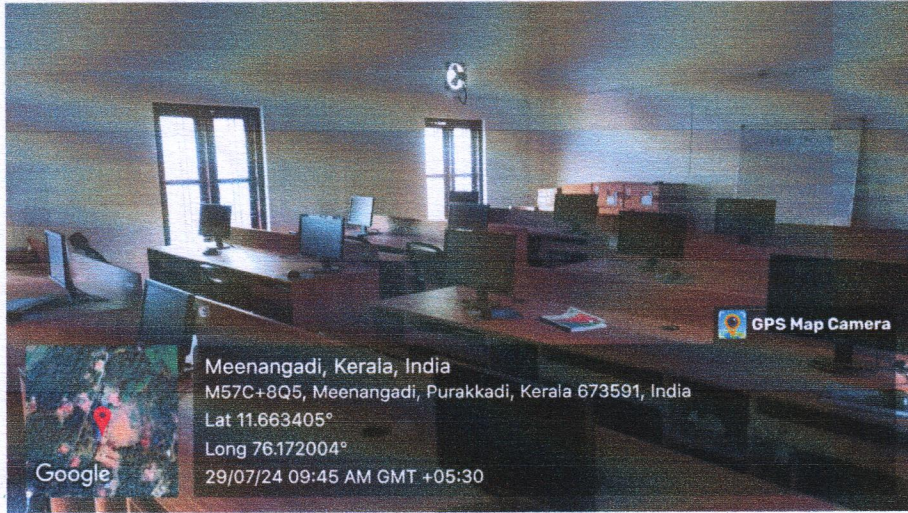 GPS Map Camera
Meenangadi, Kerala, India
M57C+8Q5, Meenangadi, Purakkadi, Kerala 673591, India
Lat 11.663405°
Long 76.172004°
29/07/24 09:45 AM GMT +05:30
Google